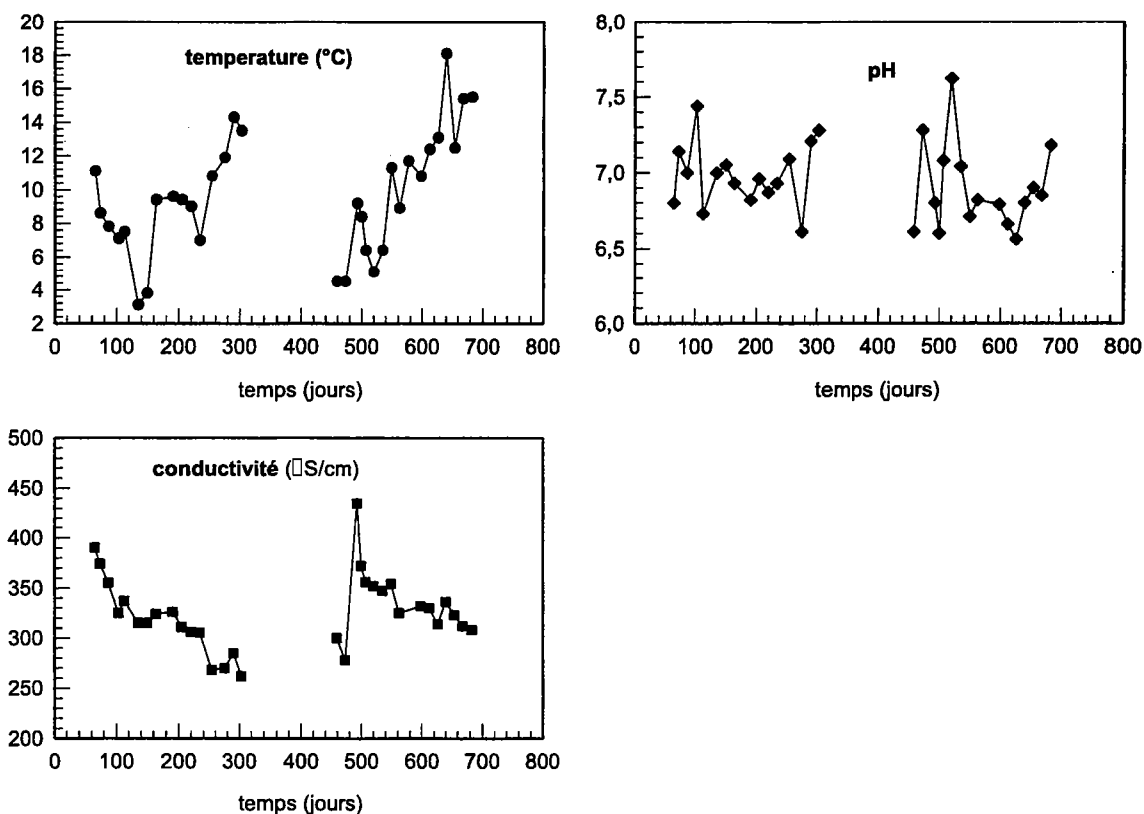 temperature (°C)
20
18
16
14
12
10
8
6
4
2
0 100 200 300 400 500 600 700 800
temps (jours)
pH
8,0
7,5
7,0
6,5
6,0
0 100 200 300 400 500 600 700 800
temps (jours)
conductivité (□S/cm)
500
450
400
350
300
250
200
0 100 200 300 400 500 600 700 800
temps (jours)